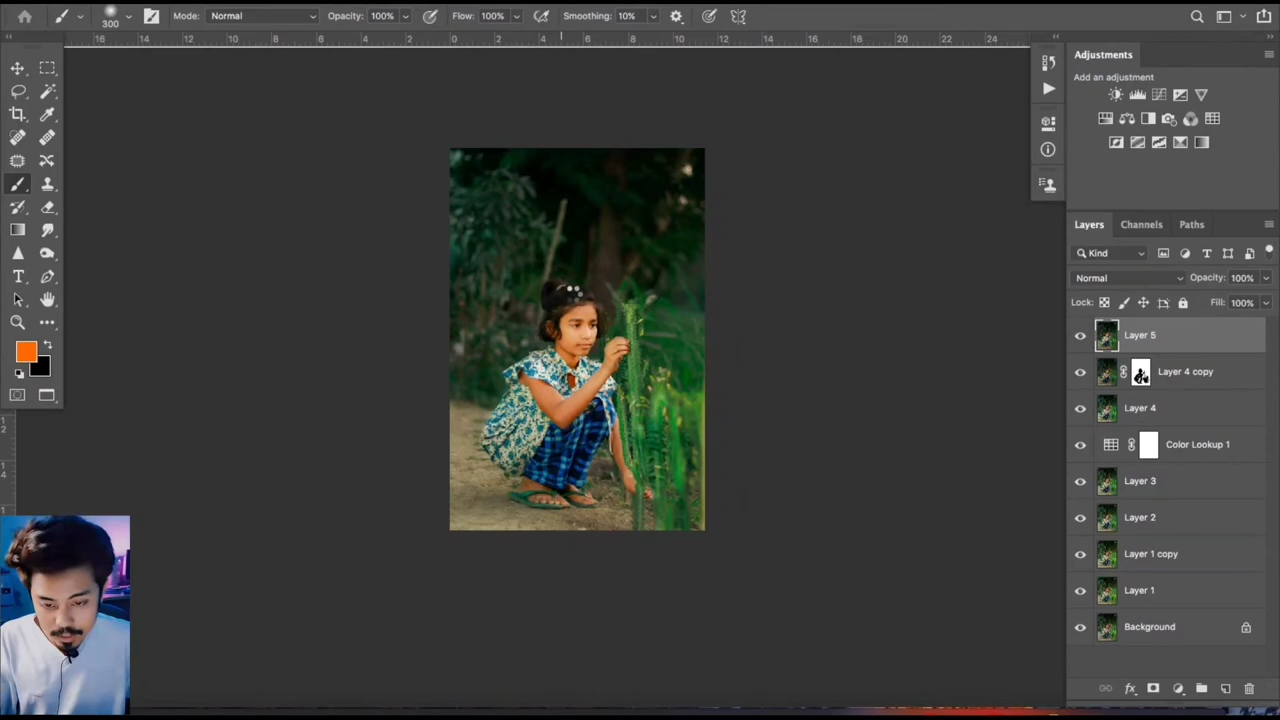 300 Mode: Normal Opacity: 100% Flow: 100% Smoothing: 10%
16 14 12 10 8 6 4 2 0 2 4 6 8 10 12 14 16 18 20 22 24
Adjustments
Add an adjustment
Layers Channels Paths
Kind
Normal Opacity: 100%
Lock: Fill: 100%
Layer 5
Layer 4 copy
Layer 4
Color Lookup 1
Layer 3
Layer 2
Layer 1 copy
Layer 1
Background